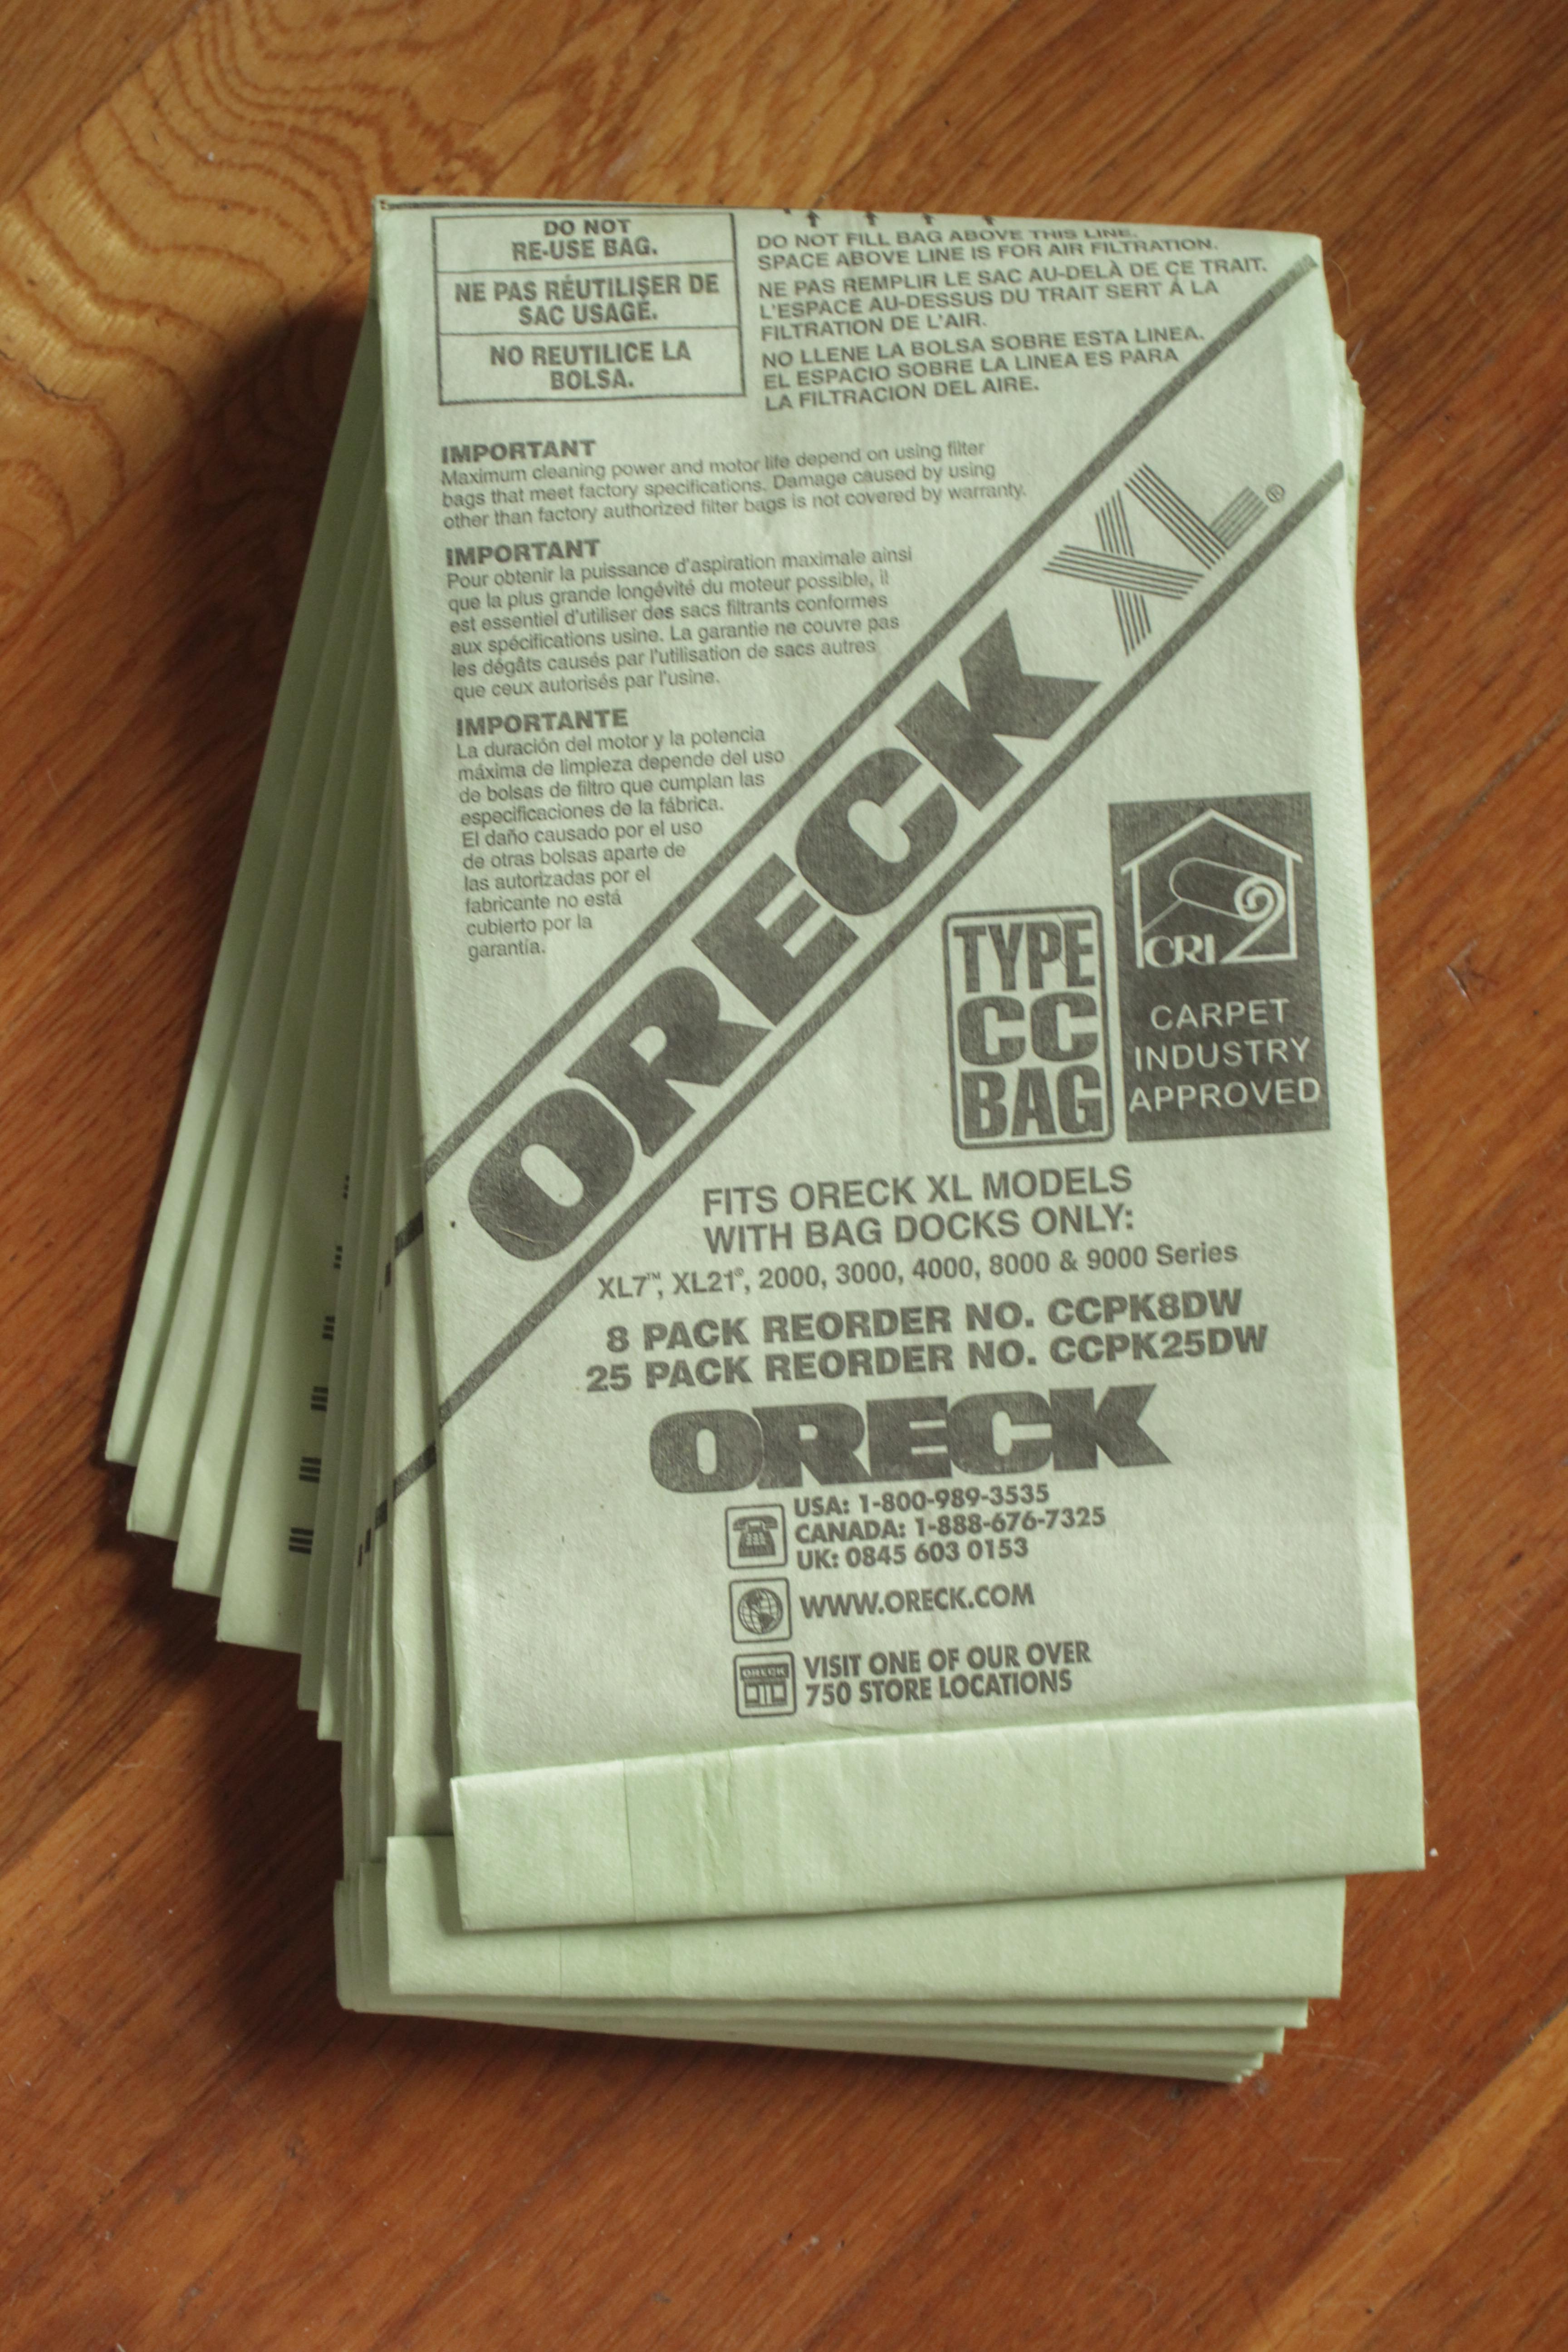 DO NOT
RE-USE BAG.
NE PAS RÉUTILISER DE
SAC USAGÉ.
NO REUTILICE LA
BOLSA.
DO NOT FILL BAG ABOVE THIS LINE.
SPACE ABOVE LINE IS FOR AIR FILTRATION.
NE PAS REMPLIR LE SAC AU-DELÀ DE CE TRAIT.
L'ESPACE AU-DESSUS DU TRAIT SERT À LA
FILTRATION DE L'AIR.
NO LLENE LA BOLSA SOBRE ESTA LINEA.
EL ESPACIO SOBRE LA LINEA ES PARA
LA FILTRACION DEL AIRE.
IMPORTANT
Maximum cleaning power and motor life depend on using filter
bags that meet factory specifications. Damage caused by using
other than factory authorized filter bags is not covered by warranty.
IMPORTANT
Pour obtenir la puissance d'aspiration maximale ainsi
que la plus grande longévité du moteur possible, il
est essentiel d'utiliser des sacs filtrants conformes
aux spécifications usine. La garantie ne couvre pas
les dégâts causés par l'utilisation de sacs autres
que ceux autorisés par l'usine.
IMPORTANTE
La duración del motor y la potencia
máxima de limpieza depende del uso
de bolsas de filtro que cumplan las
especificaciones de la fábrica.
El daño causado por el uso
de otras bolsas aparte de
las autorizadas por el
fabricante no está
cubierto por la
garantía.
ORECK XL®
TYPE
CC
BAG
CRI
CARPET
INDUSTRY
APPROVED
FITS ORECK XL MODELS
WITH BAG DOCKS ONLY:
XL7™, XL21®, 2000, 3000, 4000, 8000 & 9000 Series
8 PACK REORDER NO. CCPK8DW
25 PACK REORDER NO. CCPK25DW
ORECK
USA: 1-800-989-3535
CANADA: 1-888-676-7325
UK: 0845 603 0153
WWW.ORECK.COM
ORECK
VISIT ONE OF OUR OVER
750 STORE LOCATIONS